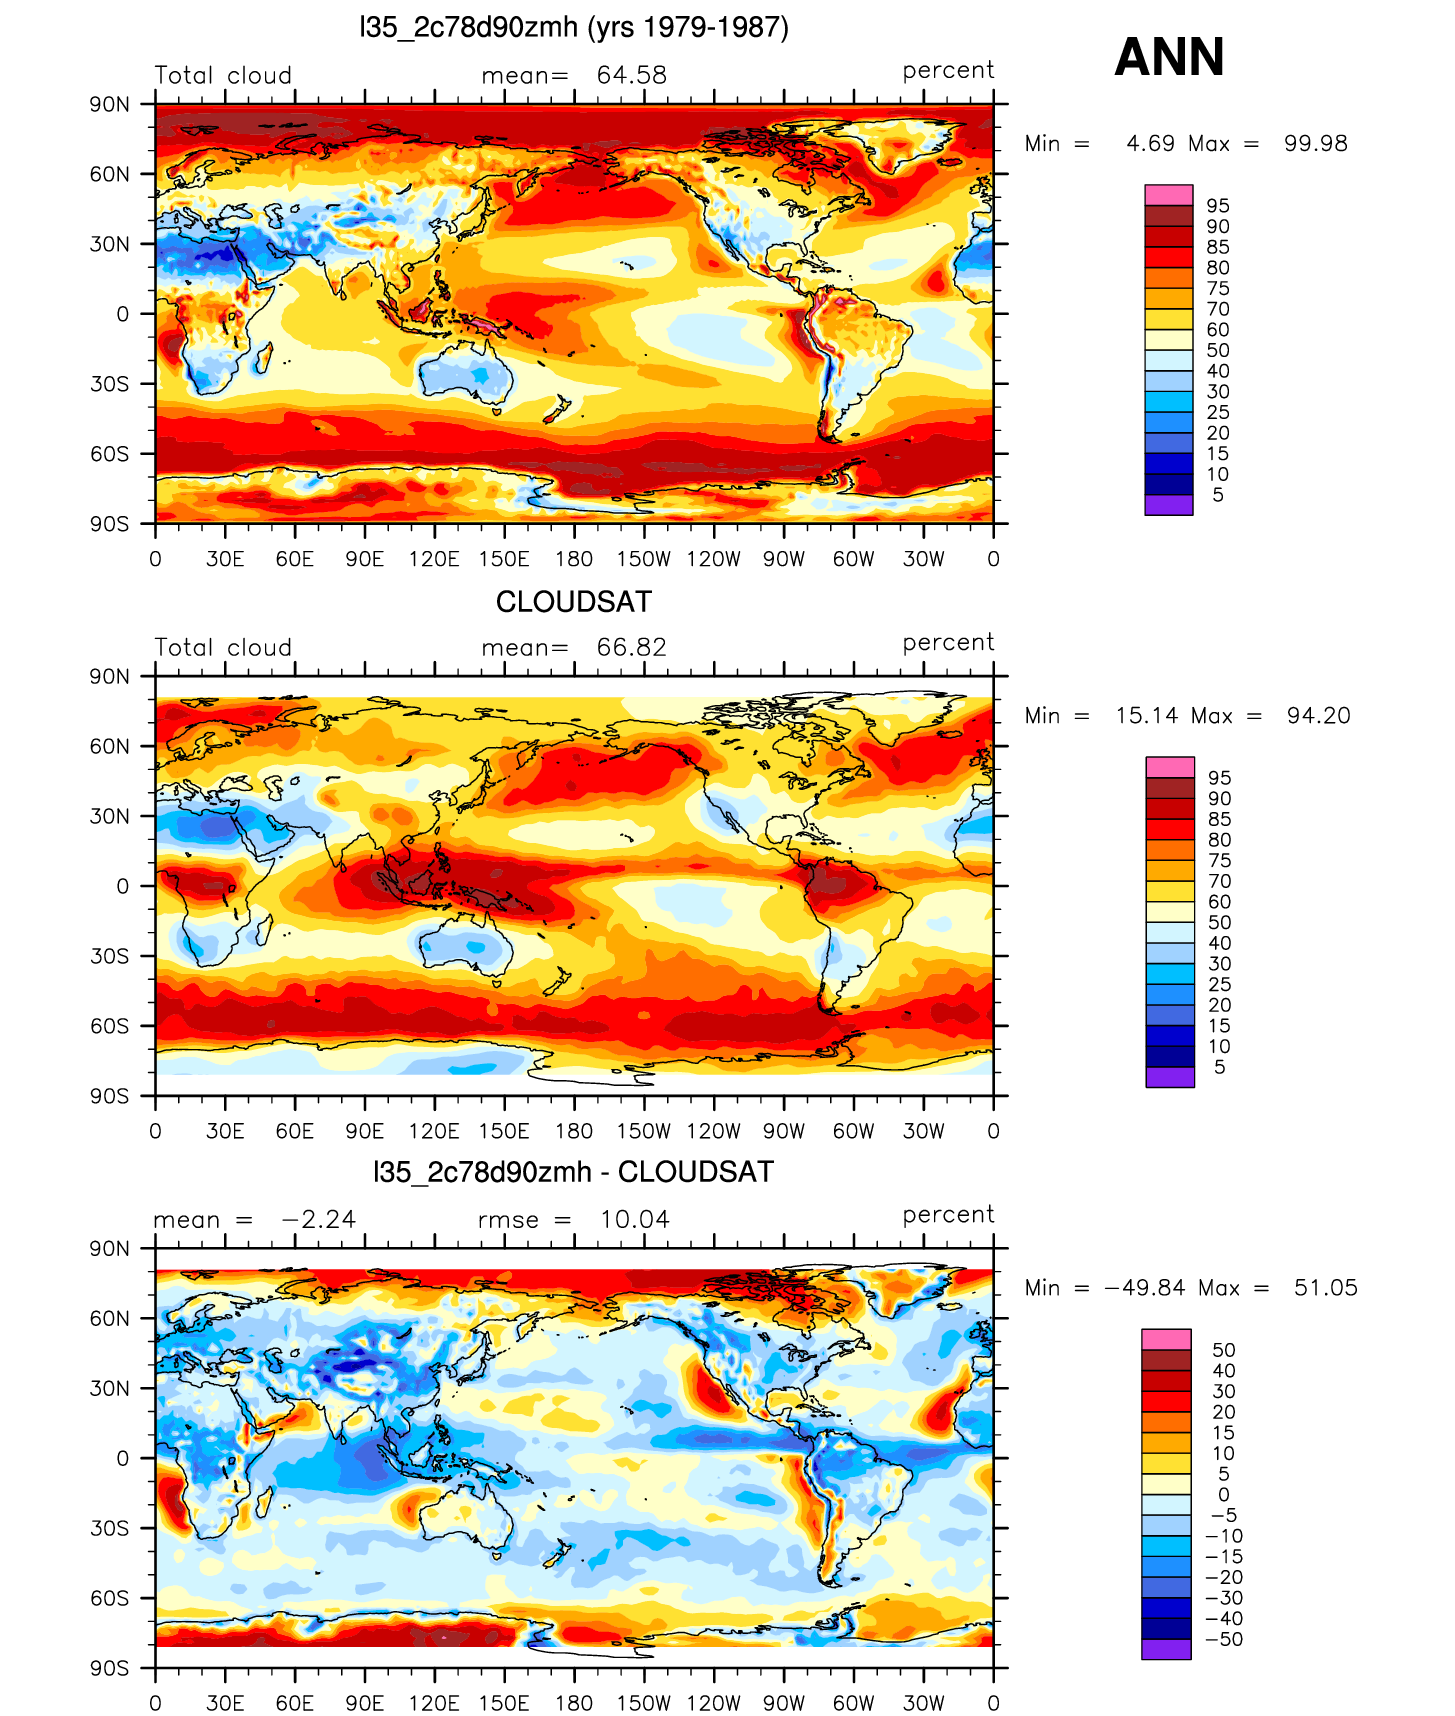 l35_2c78d90zmh (yrs 1979-1987)
ANN
Total cloud mean= 64.58 percent
Min = 4.69 Max = 99.98
90N
60N
30N
0
30S
60S
90S
0 30E 60E 90E 120E 150E 180 150W 120W 90W 60W 30W 0
95
90
85
80
75
70
60
50
40
30
25
20
15
10
5
CLOUDSAT
Total cloud mean= 66.82 percent
Min = 15.14 Max = 94.20
90N
60N
30N
0
30S
60S
90S
0 30E 60E 90E 120E 150E 180 150W 120W 90W 60W 30W 0
95
90
85
80
75
70
60
50
40
30
25
20
15
10
5
l35_2c78d90zmh - CLOUDSAT
mean = −2.24 rmse = 10.04 percent
Min = −49.84 Max = 51.05
90N
60N
30N
0
30S
60S
90S
0 30E 60E 90E 120E 150E 180 150W 120W 90W 60W 30W 0
50
40
30
20
15
10
5
0
−5
−10
−15
−20
−30
−40
−50